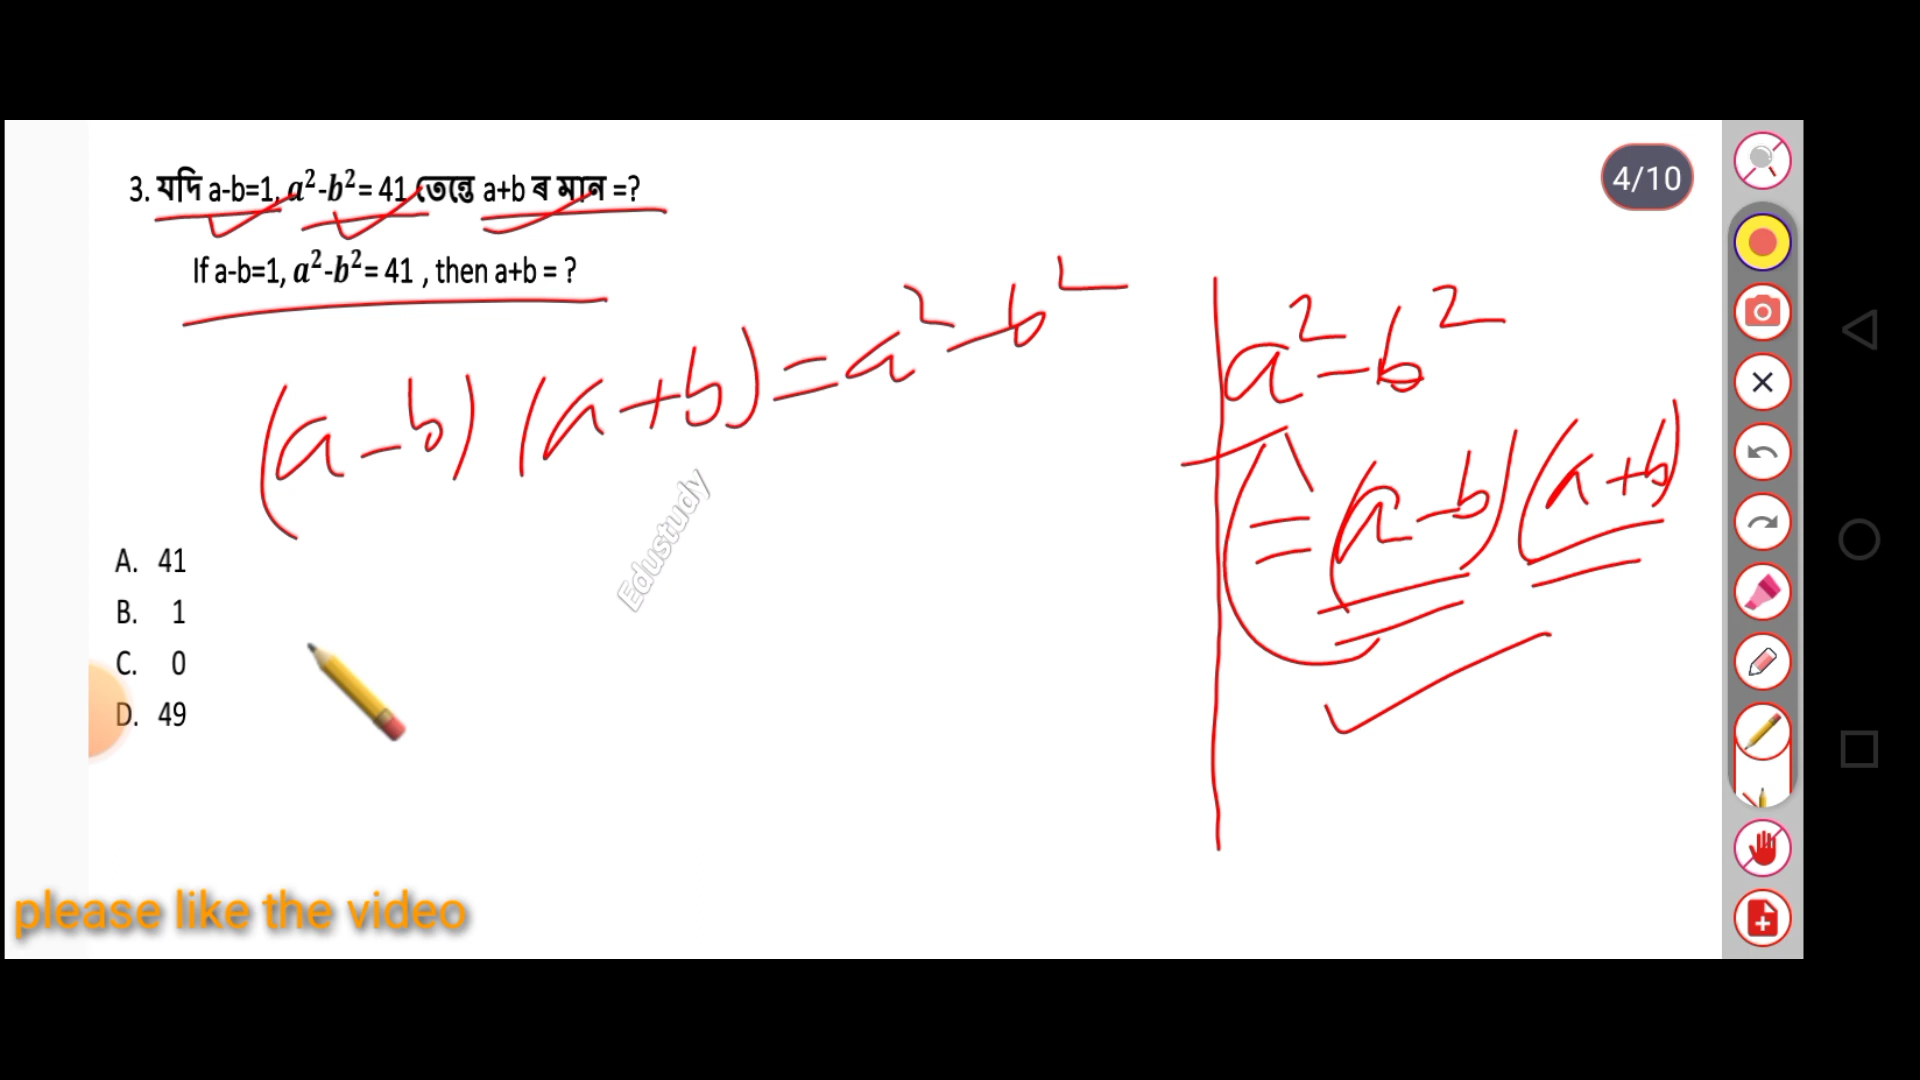 4/10
3. যদি a-b=1, a²-b²= 41 তেন্তে a+b ৰ মান =?
If a-b=1, a²-b²= 41 , then a+b = ?
(a-b) (a+b) = a²-b²
a²-b²
= (a-b) (a+b)
Edustudy
A. 41
B. 1
C. 0
D. 49
please like the video